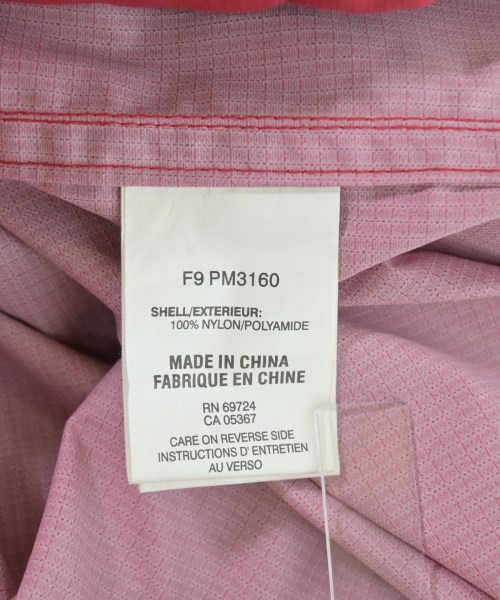 F9 PM3160
SHELL/EXTERIEUR:
100% NYLON/POLYAMIDE
MADE IN CHINA
FABRIQUE EN CHINE
RN 69724
CA 05367
CARE ON REVERSE SIDE
INSTRUCTIONS D'ENTRETIEN
AU VERSO